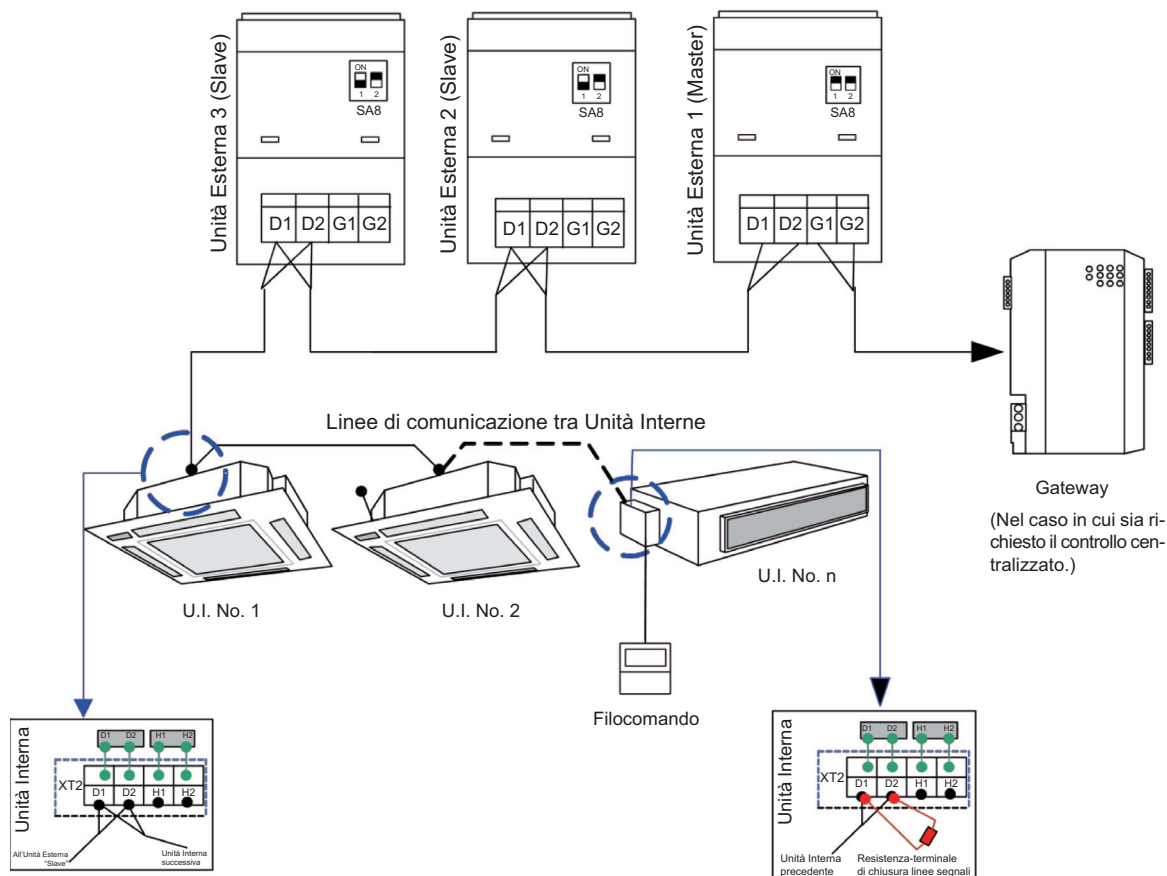 Unità Esterna 3 (Slave)
ON
1 2
SA8
D1 D2 G1 G2
Unità Esterna 2 (Slave)
ON
1 2
SA8
D1 D2 G1 G2
Unità Esterna 1 (Master)
ON
1 2
SA8
D1 D2 G1 G2
Linee di comunicazione tra Unità Interne
Gateway
(Nel caso in cui sia ri-
chiesto il controllo cen-
tralizzato.)
U.I. No. 1
U.I. No. 2
U.I. No. n
Filocomando
Unità Interna
D1 D2 H1 H2
XT2
D1 D2 H1 H2
All'Unità Esterna
"Slave"
Unità Interna
successiva
Unità Interna
D1 D2 H1 H2
XT2
D1 D2 H1 H2
Unità Interna
precedente
Resistenza-terminale
di chiusura linee segnali